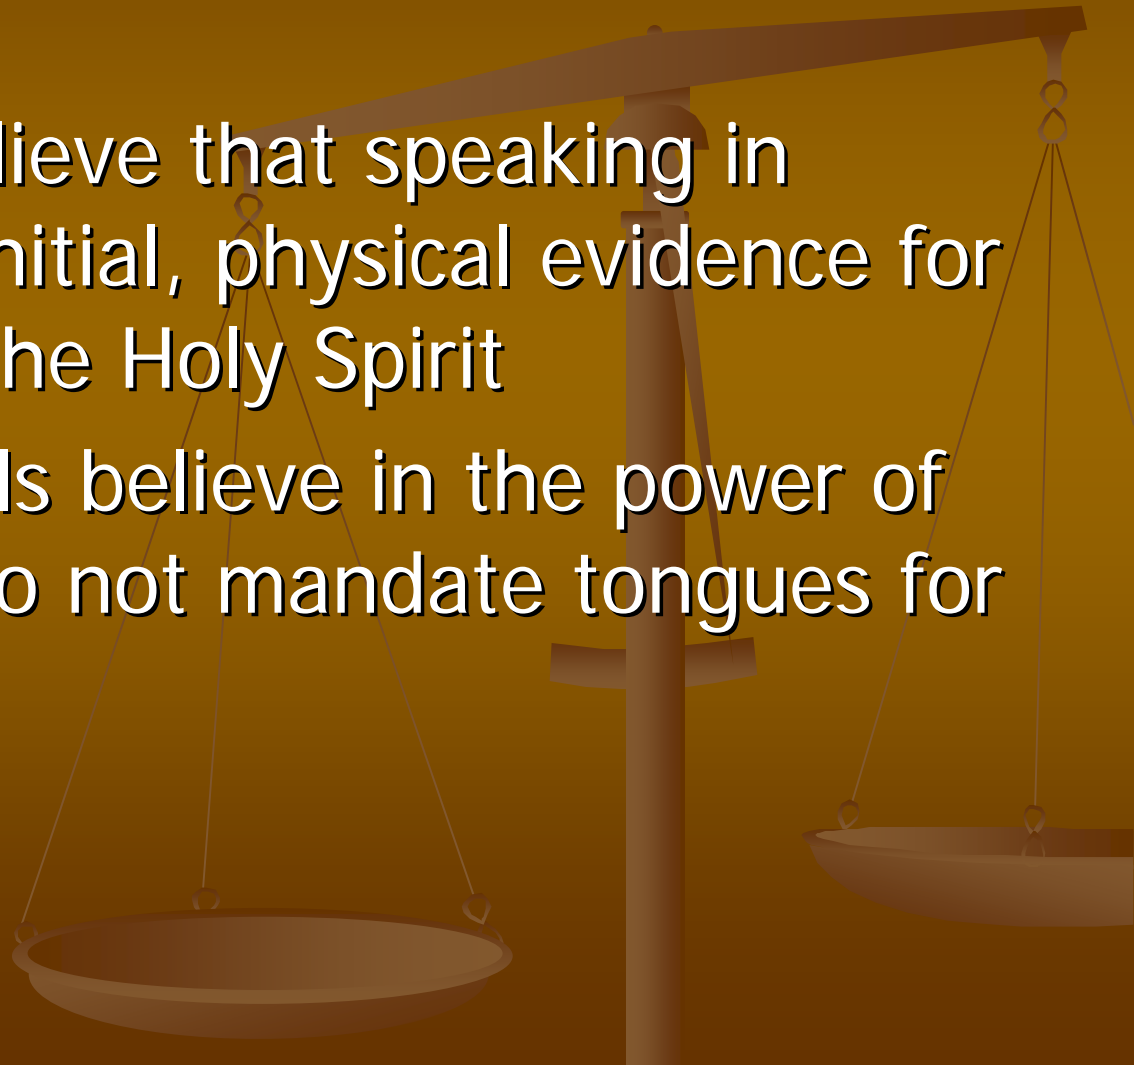 lieve that speaking in
nitial, physical evidence for
he Holy Spirit
ls believe in the power of
o not mandate tongues for